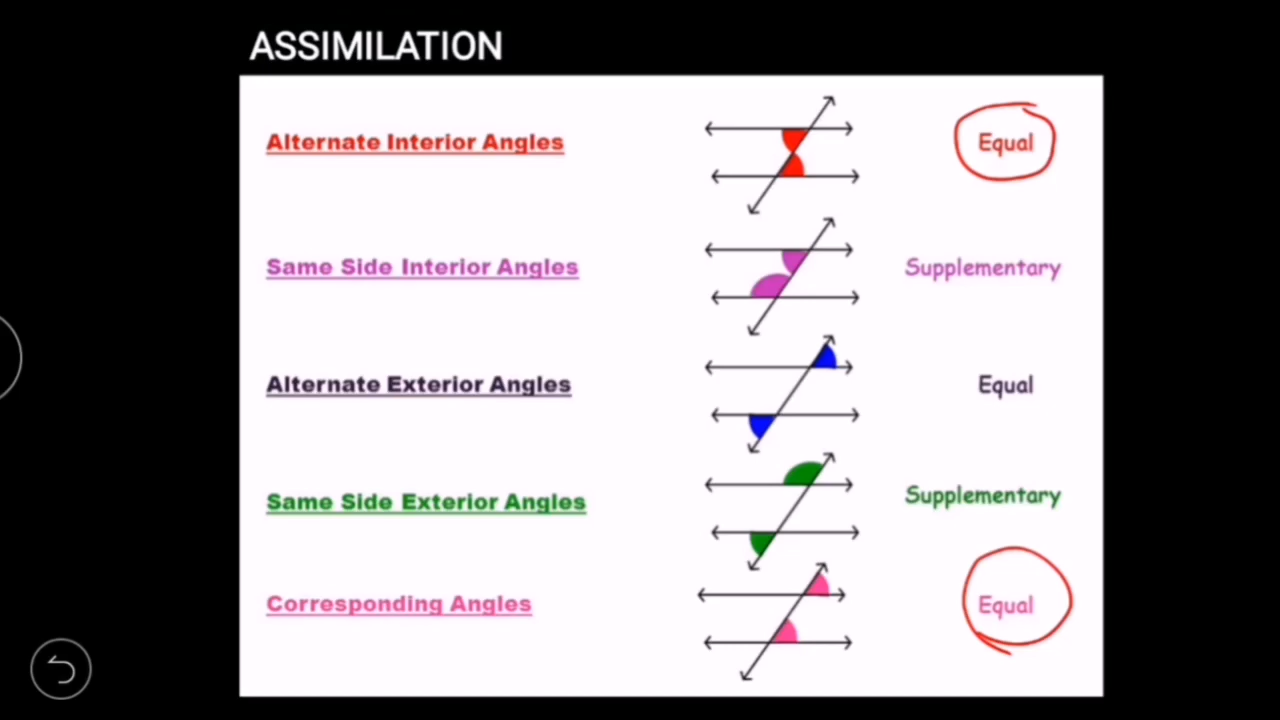 ASSIMILATION
Alternate Interior Angles Equal
Same Side Interior Angles Supplementary
Alternate Exterior Angles Equal
Same Side Exterior Angles Supplementary
Corresponding Angles Equal